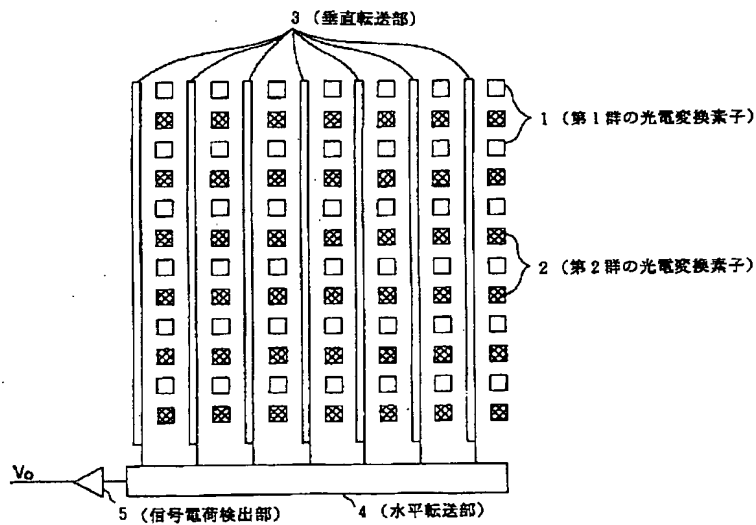 3 (垂直転送部)
1 (第1群の光電変換素子)
2 (第2群の光電変換素子)
Vo
5 (信号電荷検出部)
4 (水平転送部)